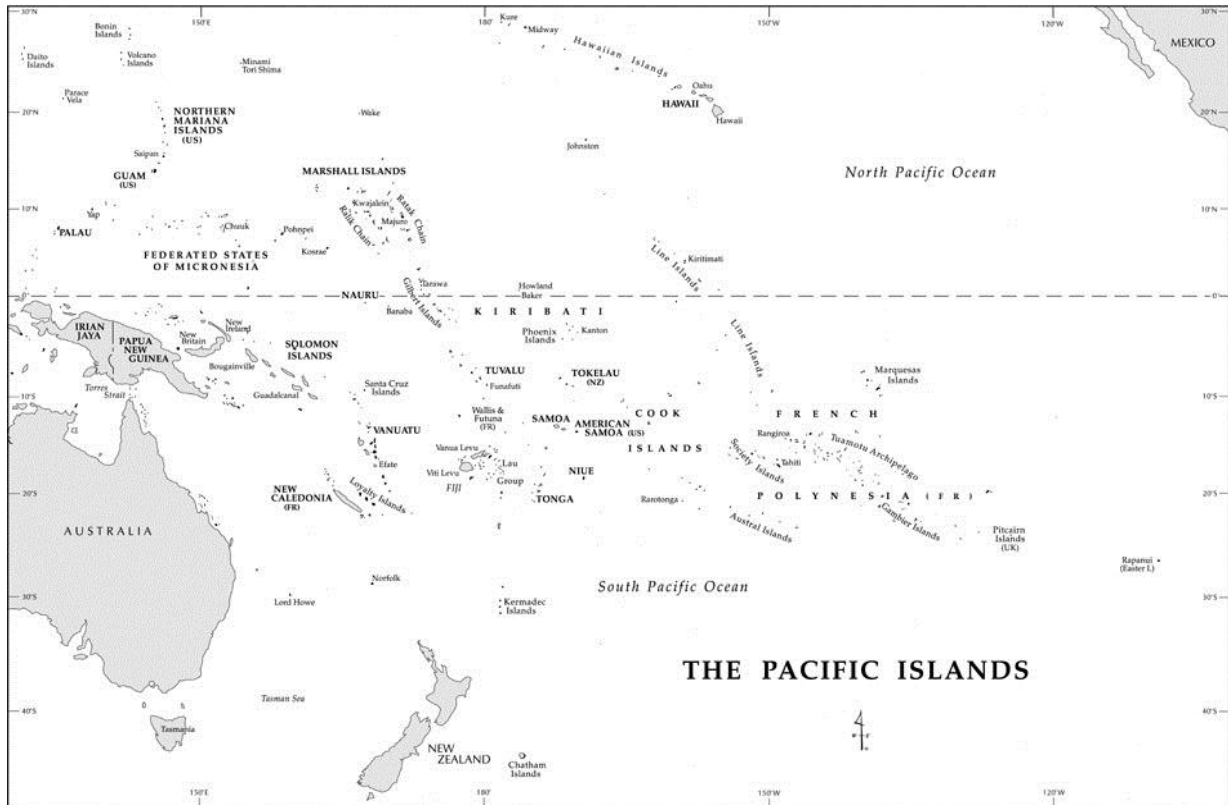 30°N
150°E
180°
150°W
120°W
30°N
Bonin
Islands
Kure
Midway
Hawaiian Islands
MEXICO
Daito
Islands
Volcano
Islands
Minami
Tori Shima
Parace
Vela
Oahu
HAWAII
Hawaii
20°N
20°N
NORTHERN
MARIANA
ISLANDS
(US)
Wake
Johnston
Saipan
GUAM
(US)
MARSHALL ISLANDS
North Pacific Ocean
Kwajalein
Ratak Chain
Ralik Chain
Majuro
10°N
10°N
Yap
PALAU
Chuuk
Pohnpei
Kosrae
FEDERATED STATES
OF MICRONESIA
Line Islands
Kiritimati
Tarawa
Gilbert Islands
Howland
Baker
0°
NAURU
0°
Banaba
KIRIBATI
IRIAN
JAYA
PAPUA
NEW
GUINEA
New
Britain
New
Ireland
SOLOMON
ISLANDS
Phoenix
Islands
Kanton
Line Islands
Bougainville
TUVALU
Funafuti
TOKELAU
(NZ)
Marquesas
Islands
Torres
Strait
Guadalcanal
Santa Cruz
Islands
10°S
10°S
Wallis &
Futuna
(FR)
SAMOA
AMERICAN
SAMOA (US)
COOK
ISLANDS
FRENCH
Rangiroa
Tuamotu Archipelago
VANUATU
Vanua Levu
Efate
Viti Levu
FIJI
Lau
Group
NIUE
Society Islands
Tahiti
NEW
CALEDONIA
(FR)
Loyalty Islands
TONGA
Rarotonga
POLYNESIA (FR)
20°S
20°S
Austral Islands
Gambier Islands
Pitcairn
Islands
(UK)
AUSTRALIA
Rapanui
(Easter I.)
Norfolk
South Pacific Ocean
Lord Howe
Kermadec
Islands
30°S
30°S
THE PACIFIC ISLANDS
Tasman Sea
40°S
40°S
Tasmania
NEW
ZEALAND
Chatham
Islands
150°E
180°
150°W
120°W